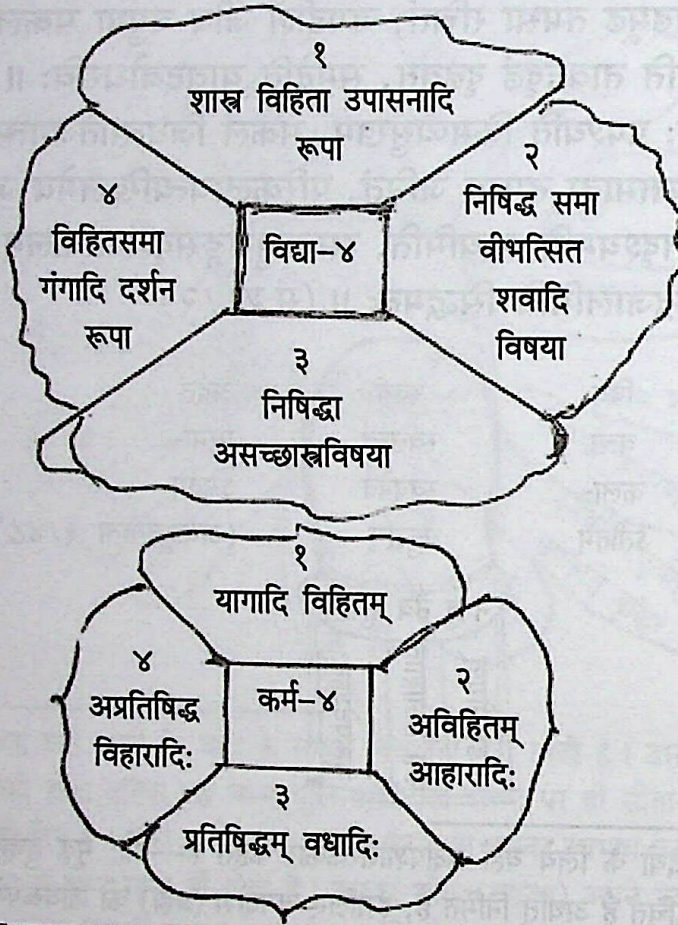 १
शास्त्र विहिता उपासनादि
रूपा
२
निषिद्ध समा
वीभत्सित
शवादि
विषया
३
निषिद्धा
असच्छास्त्रविषया
४
विहितसमा
गंगादि दर्शन
रूपा
विद्या-४
१
यागादि विहितम्
२
अविहितम्
आहारादि:
३
प्रतिषिद्धम् वधादि:
४
अप्रतिषिद्ध
विहारादि:
कर्म-४